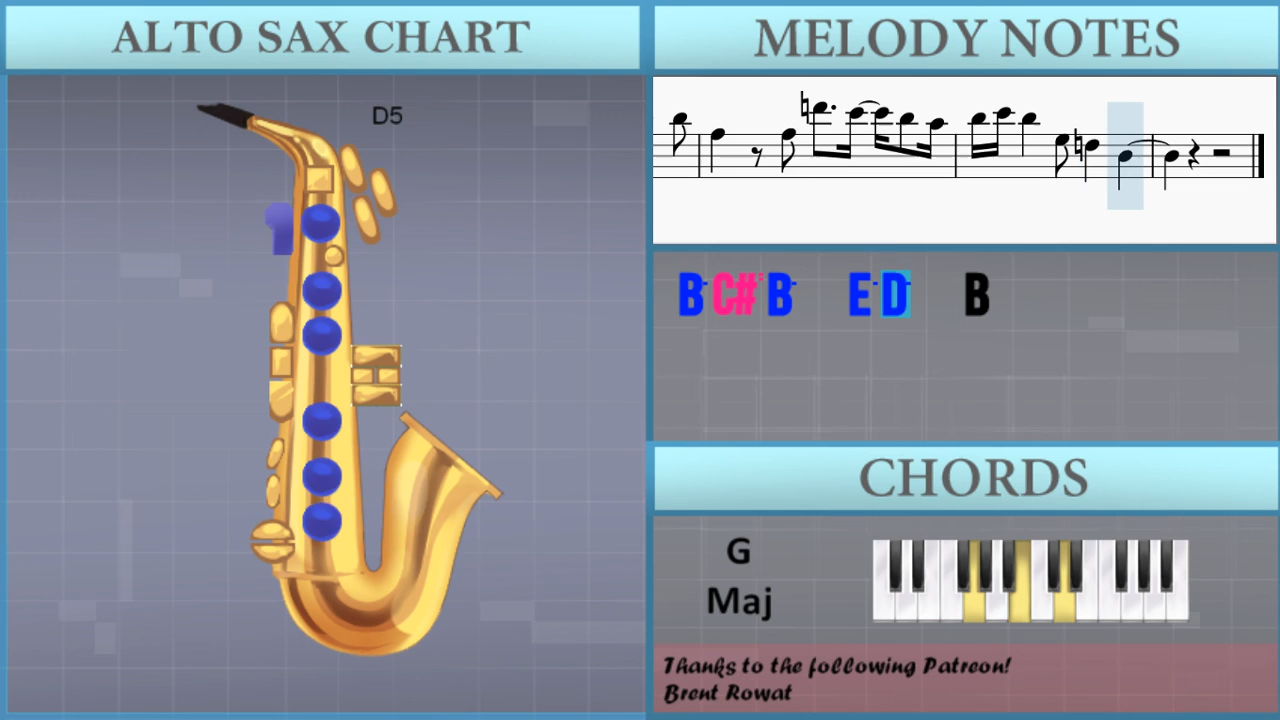 ALTO SAX CHART
D5
MELODY NOTES
B C# B E D B
CHORDS
G
Maj
Thanks to the following Patreon!
Brent Rowat